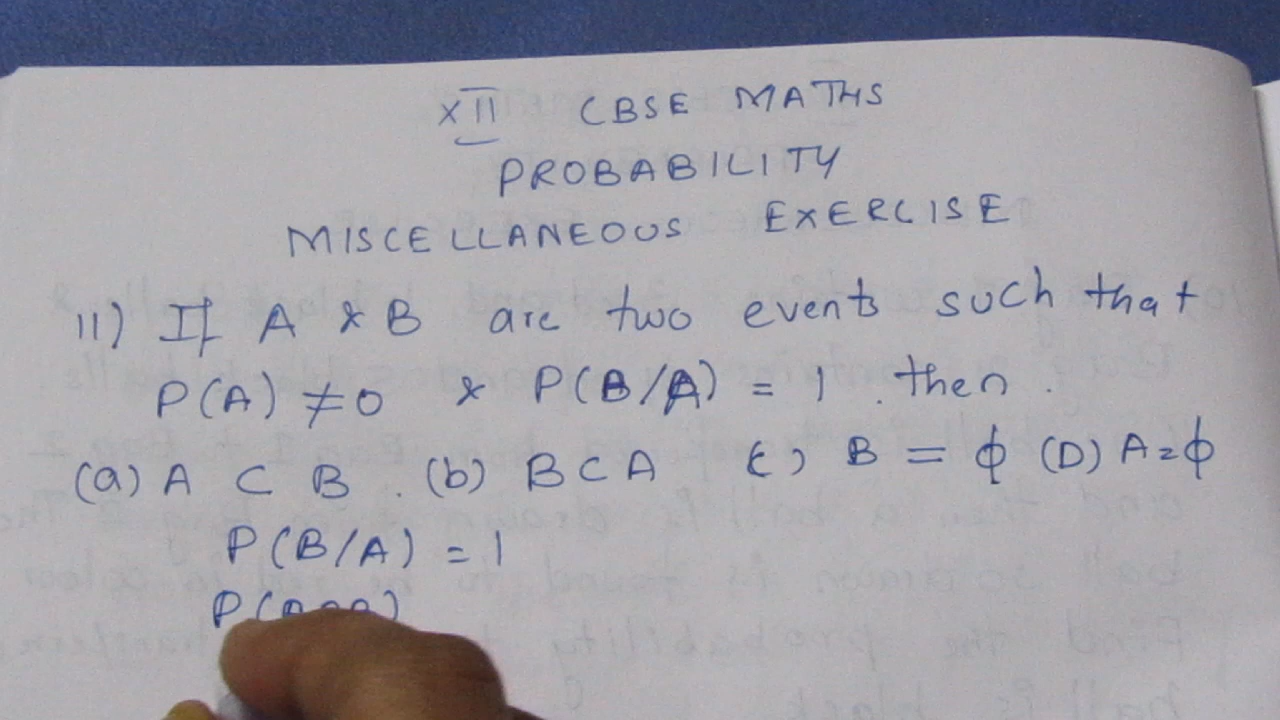 XII CBSE MATHS
PROBABILITY
MISCELLANEOUS EXERCISE
11) If A & B are two events such that
P(A) ≠ 0 & P(B/A) = 1 . then .
(a) A ⊂ B . (b) B ⊂ A (c) B = ϕ (D) A = ϕ
P(B/A) = 1